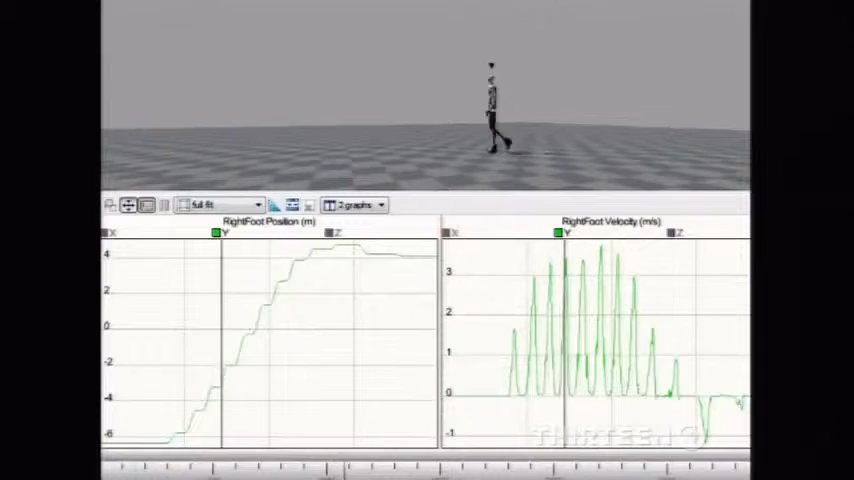 full fit 2 graphs
RightFoot Position (m) RightFoot Velocity (m/s)
X Y Z X Y Z
4
2
0
-2
-4
-6
3
2
1
0
-1
THIRTEEN